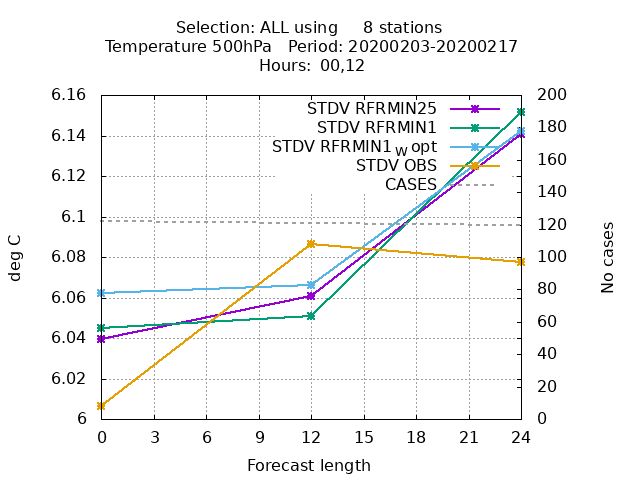 Selection: ALL using     8 stations
Temperature 500hPa   Period: 20200203-20200217
Hours: 00,12
6.16
6.14
6.12
6.1
6.08
6.06
6.04
6.02
6
deg C
STDV RFRMIN25
STDV RFRMIN1
STDV RFRMIN1w opt
STDV OBS
CASES
200
180
160
140
120
100
80
60
40
20
0
No cases
0 3 6 9 12 15 18 21 24
Forecast length